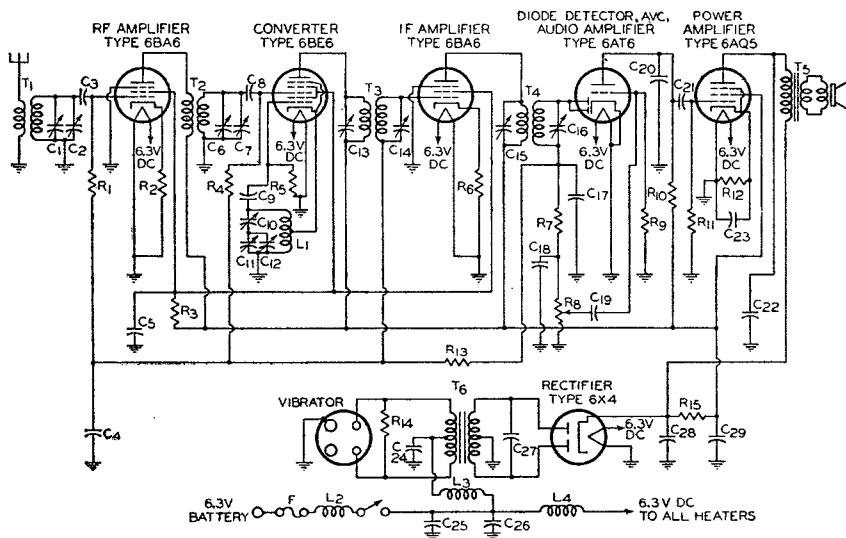 RF AMPLIFIER
TYPE 6BA6
CONVERTER
TYPE 6BE6
IF AMPLIFIER
TYPE 6BA6
DIODE DETECTOR, AVC,
AUDIO AMPLIFIER
TYPE 6AT6
POWER
AMPLIFIER
TYPE 6AQ5
T1
C3
T2
C8
T3
T4
C20
C21
T5
C1
C2
6.3V
DC
C6
C7
6.3V
DC
C13
C14
6.3V
DC
C15
C16
6.3V
DC
6.3V
DC
R1
R2
R4
R5
C9
C10
L1
C11
C12
R6
R7
C17
R9
R10
R11
R12
C23
C18
R8
C19
C5
R3
C22
R13
C4
VIBRATOR
R14
T6
C24
C27
RECTIFIER
TYPE 6X4
6.3V
DC
R15
C28
C29
L3
6.3V
BATTERY
F
L2
C25
C26
L4
6.3V DC
TO ALL HEATERS